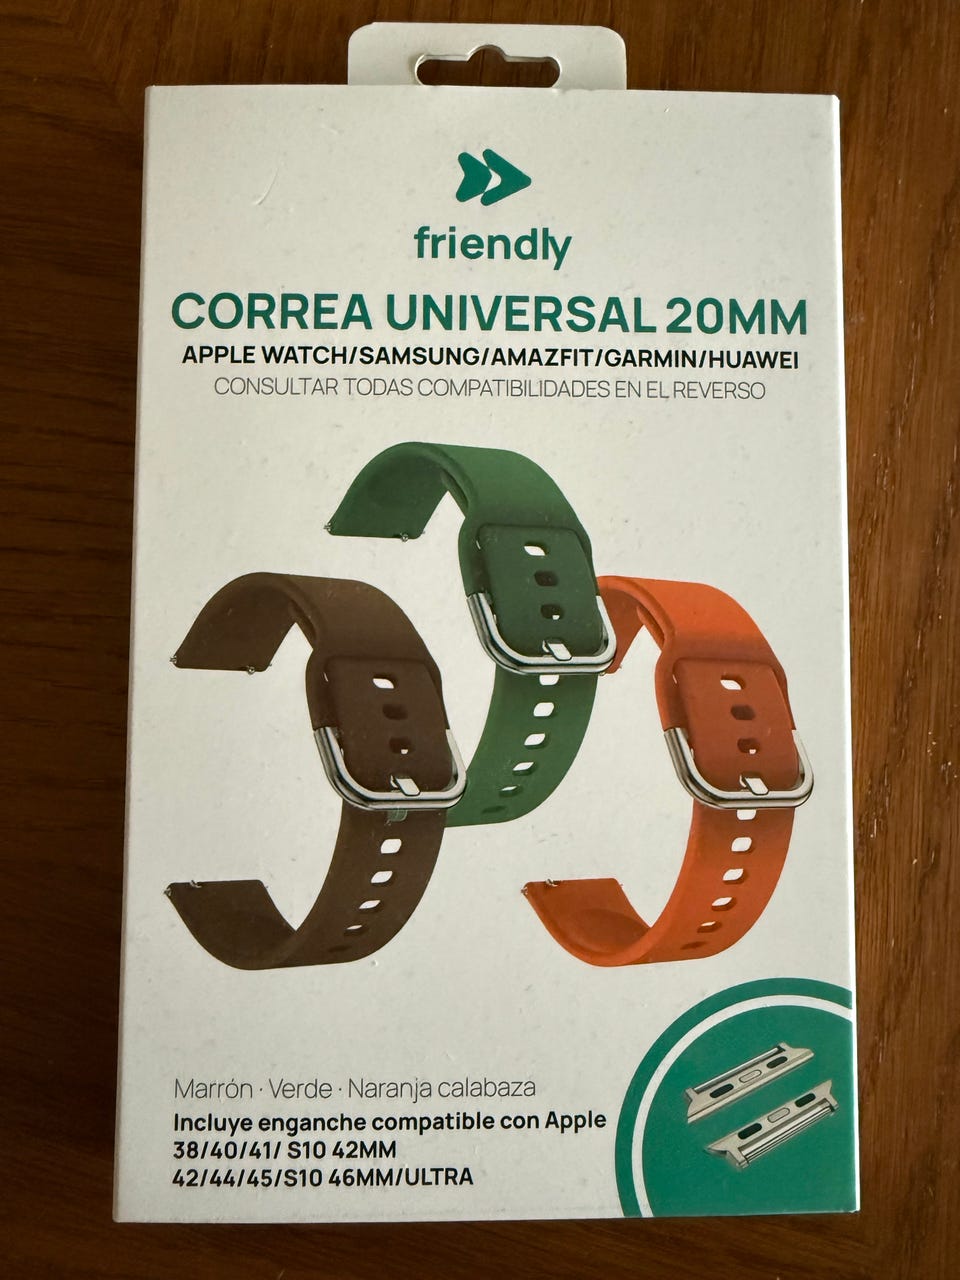 friendly
CORREA UNIVERSAL 20MM
APPLE WATCH/SAMSUNG/AMAZFIT/GARMIN/HUAWEI
CONSULTAR TODAS COMPATIBILIDADES EN EL REVERSO
Marrón · Verde · Naranja calabaza
Incluye enganche compatible con Apple
38/40/41/ S10 42MM
42/44/45/S10 46MM/ULTRA